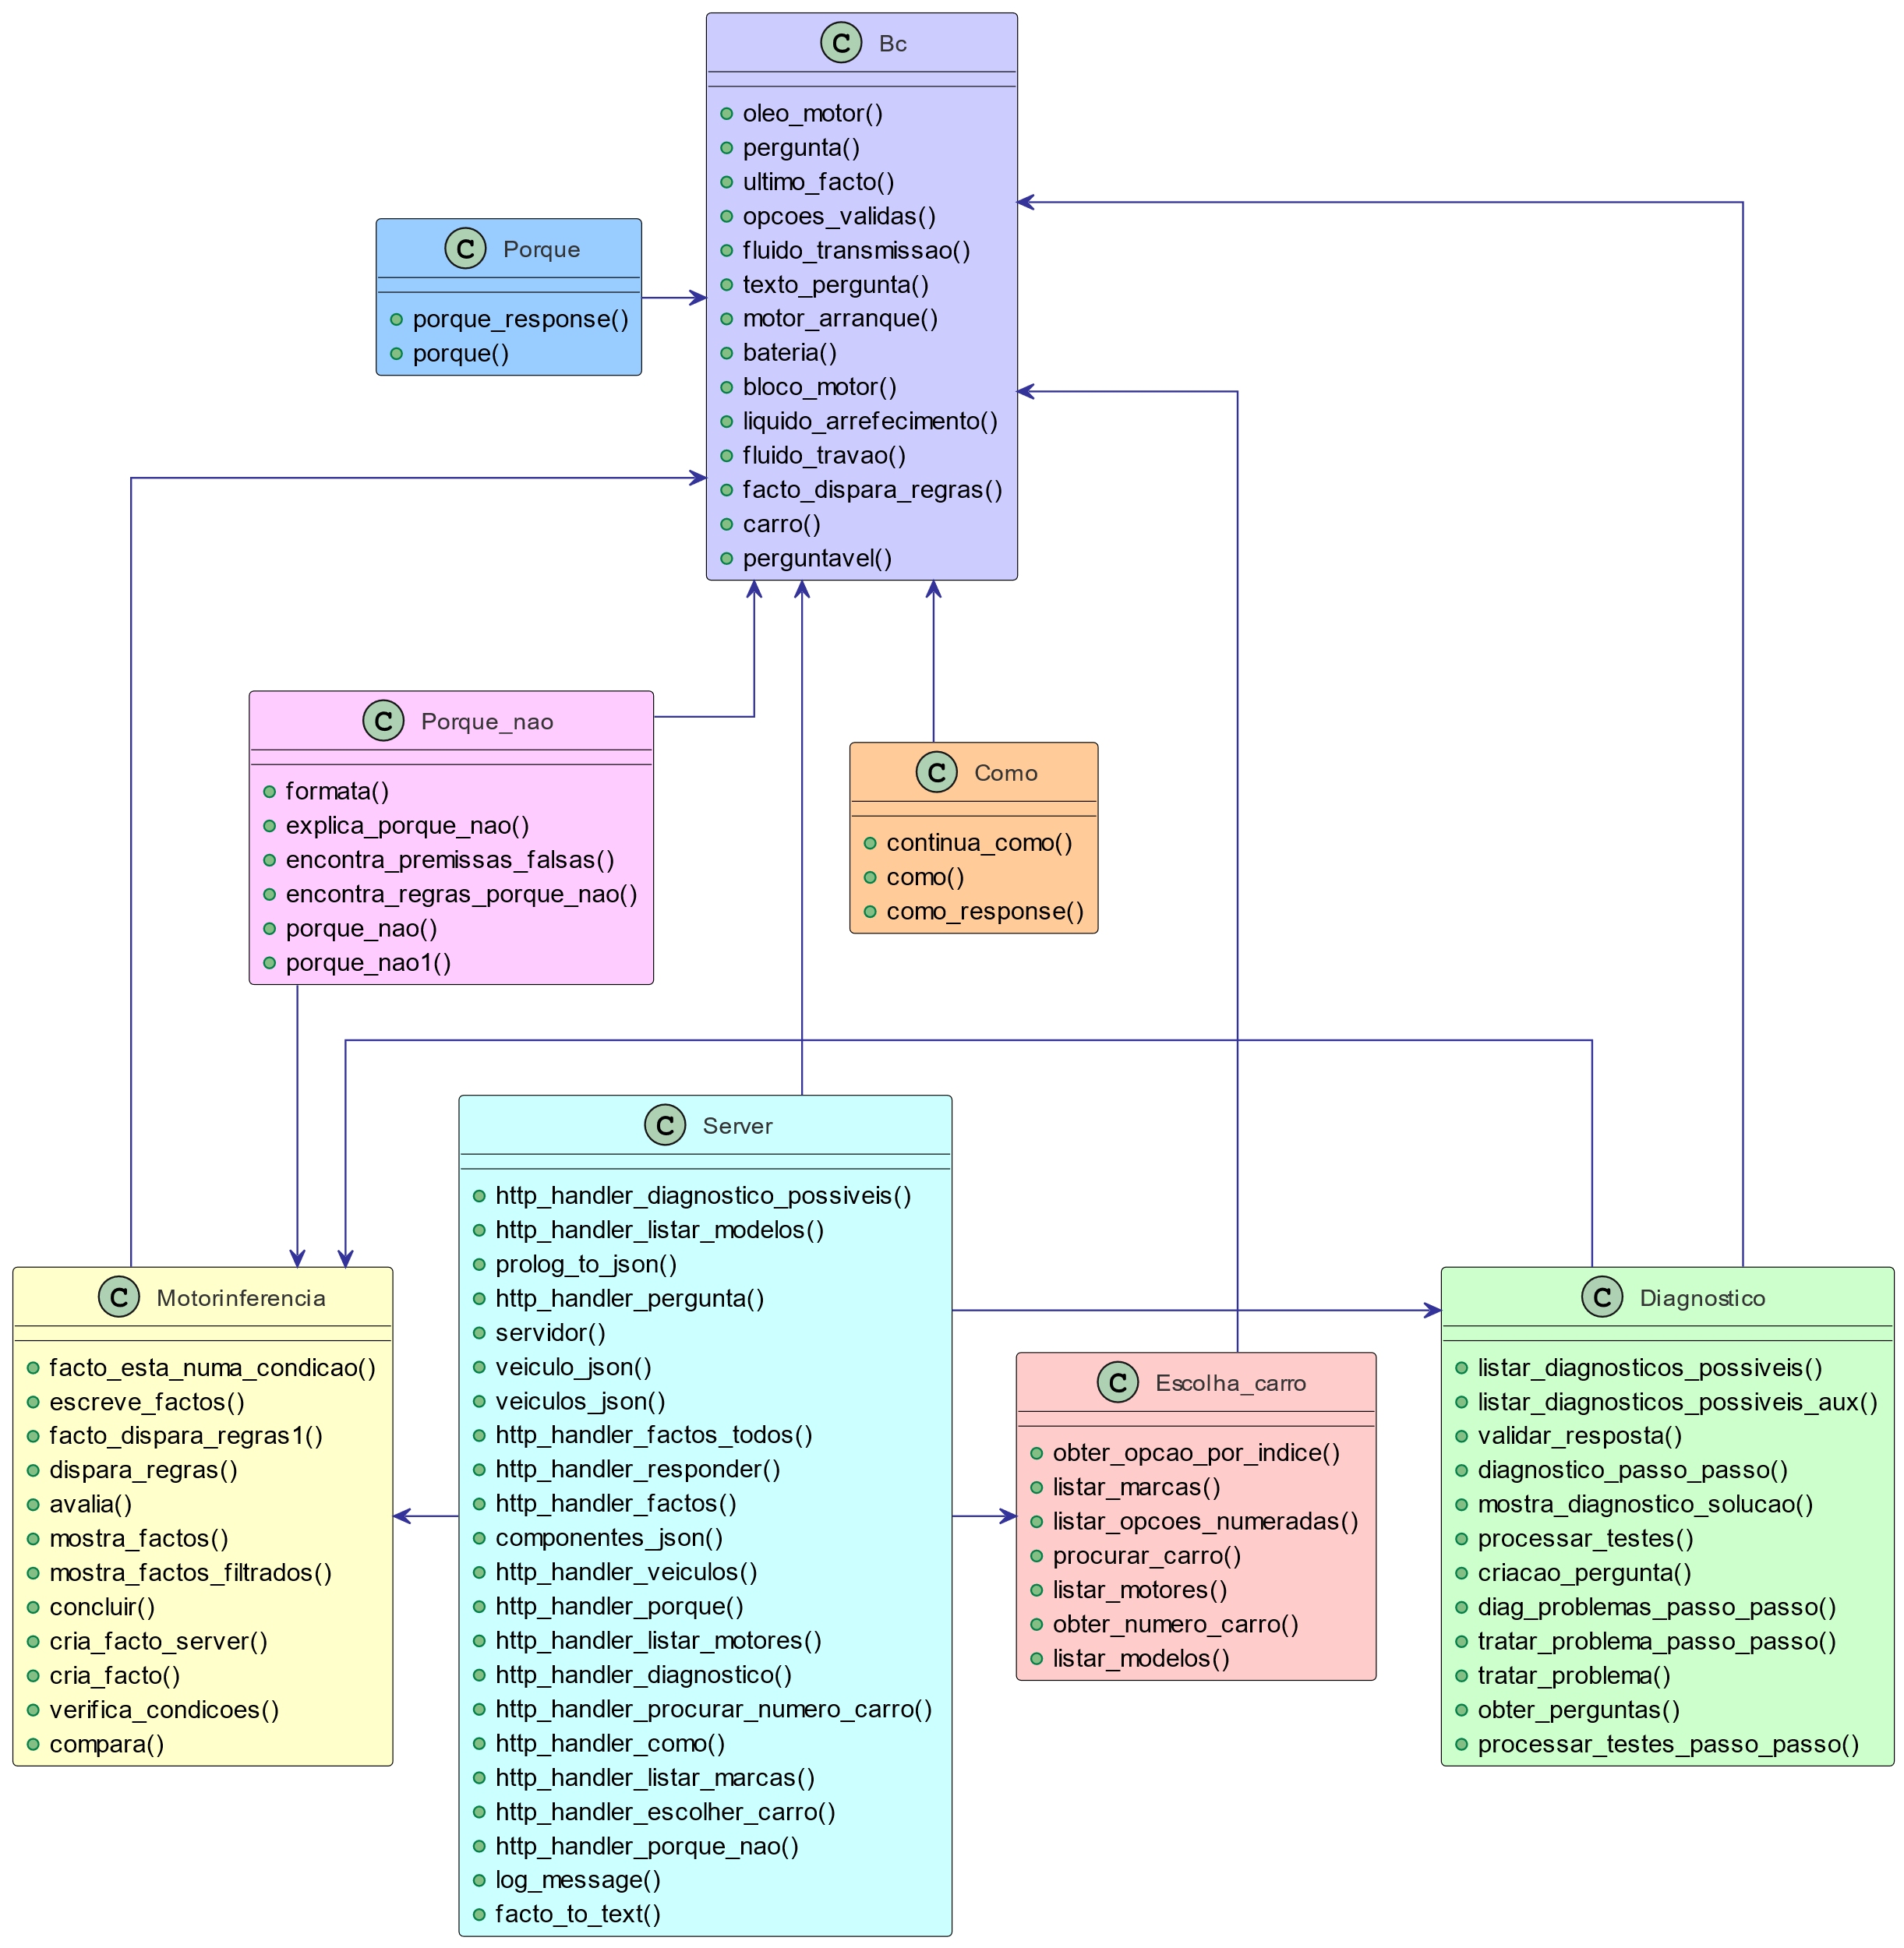 C Bc
oleo_motor()
pergunta()
ultimo_facto()
opcoes_validas()
fluido_transmissao()
texto_pergunta()
motor_arranque()
bateria()
bloco_motor()
liquido_arrefecimento()
fluido_travao()
facto_dispara_regras()
carro()
perguntavel()
C Porque
porque_response()
porque()
C Porque_nao
formata()
explica_porque_nao()
encontra_premissas_falsas()
encontra_regras_porque_nao()
porque_nao()
porque_nao1()
C Como
continua_como()
como()
como_response()
C Motorinferencia
facto_esta_numa_condicao()
escreve_factos()
facto_dispara_regras1()
dispara_regras()
avalia()
mostra_factos()
mostra_factos_filtrados()
concluir()
cria_facto_server()
cria_facto()
verifica_condicoes()
compara()
C Server
http_handler_diagnostico_possiveis()
http_handler_listar_modelos()
prolog_to_json()
http_handler_pergunta()
servidor()
veiculo_json()
veiculos_json()
http_handler_factos_todos()
http_handler_responder()
http_handler_factos()
componentes_json()
http_handler_veiculos()
http_handler_porque()
http_handler_listar_motores()
http_handler_diagnostico()
http_handler_procurar_numero_carro()
http_handler_como()
http_handler_listar_marcas()
http_handler_escolher_carro()
http_handler_porque_nao()
log_message()
facto_to_text()
C Escolha_carro
obter_opcao_por_indice()
listar_marcas()
listar_opcoes_numeradas()
procurar_carro()
listar_motores()
obter_numero_carro()
listar_modelos()
C Diagnostico
listar_diagnosticos_possiveis()
listar_diagnosticos_possiveis_aux()
validar_resposta()
diagnostico_passo_passo()
mostra_diagnostico_solucao()
processar_testes()
criacao_pergunta()
diag_problemas_passo_passo()
tratar_problema_passo_passo()
tratar_problema()
obter_perguntas()
processar_testes_passo_passo()